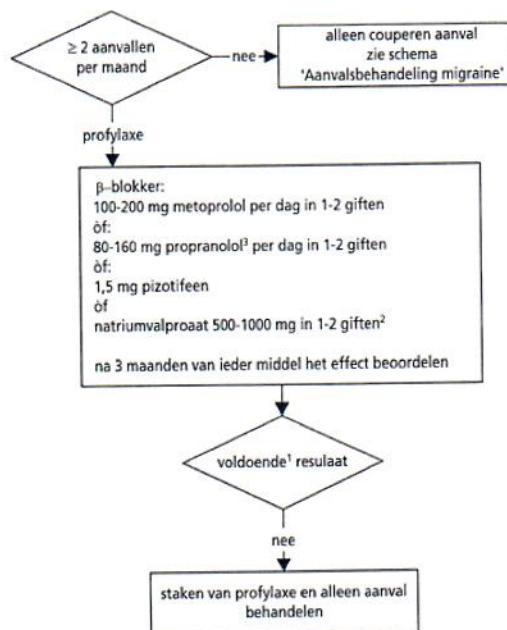 ≥ 2 aanvallen
per maand
nee
alleen couperen aanval
zie schema
'Aanvalsbehandeling migraine'
profylaxe
β–blokker:
100-200 mg metoprolol per dag in 1-2 giften
òf:
80-160 mg propranolol³ per dag in 1-2 giften
òf:
1,5 mg pizotifeen
òf
natriumvalproaat 500-1000 mg in 1-2 giften²
na 3 maanden van ieder middel het effect beoordelen
voldoende¹ resulaat
nee
staken van profylaxe en alleen aanval
behandelen